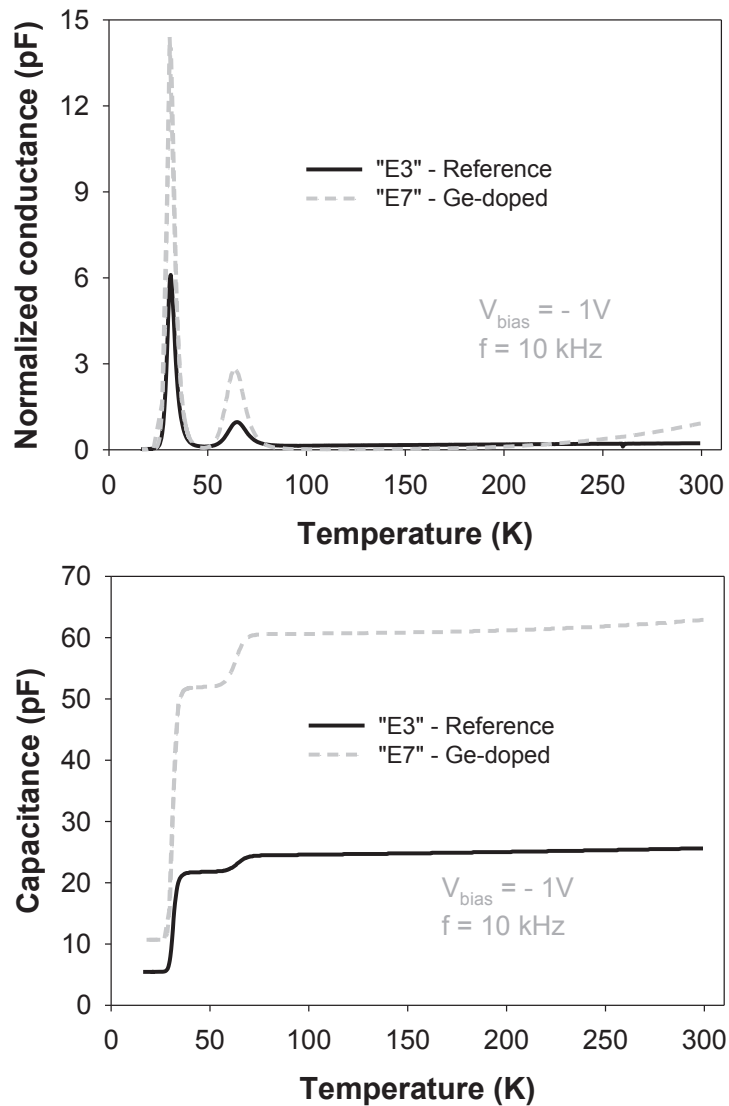 Normalized conductance (pF)
15
12
9
6
3
0
"E3" - Reference
"E7" - Ge-doped
V_bias = - 1V
f = 10 kHz
0 50 100 150 200 250 300
Temperature (K)
Capacitance (pF)
70
60
50
40
30
20
10
0
"E3" - Reference
"E7" - Ge-doped
V_bias = - 1V
f = 10 kHz
0 50 100 150 200 250 300
Temperature (K)